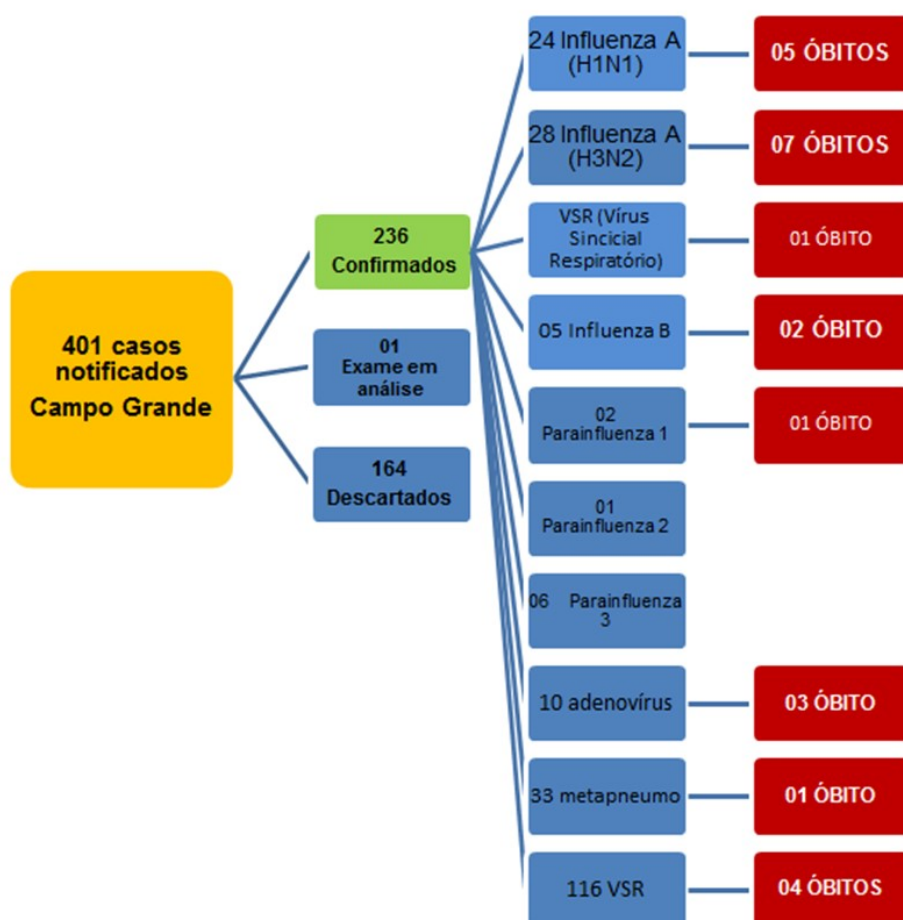 401 casos
notificados
Campo Grande
236
Confirmados
01
Exame em
análise
164
Descartados
24 Influenza A
(H1N1)
05 ÓBITOS
28 Influenza A
(H3N2)
07 ÓBITOS
VSR (Vírus
Sincicial
Respiratório)
01 ÓBITO
05 Influenza B
02 ÓBITO
02
Parainfluenza 1
01 ÓBITO
01
Parainfluenza 2
06 Parainfluenza
3
10 adenovírus
03 ÓBITO
33 metapneumo
01 ÓBITO
116 VSR
04 ÓBITOS